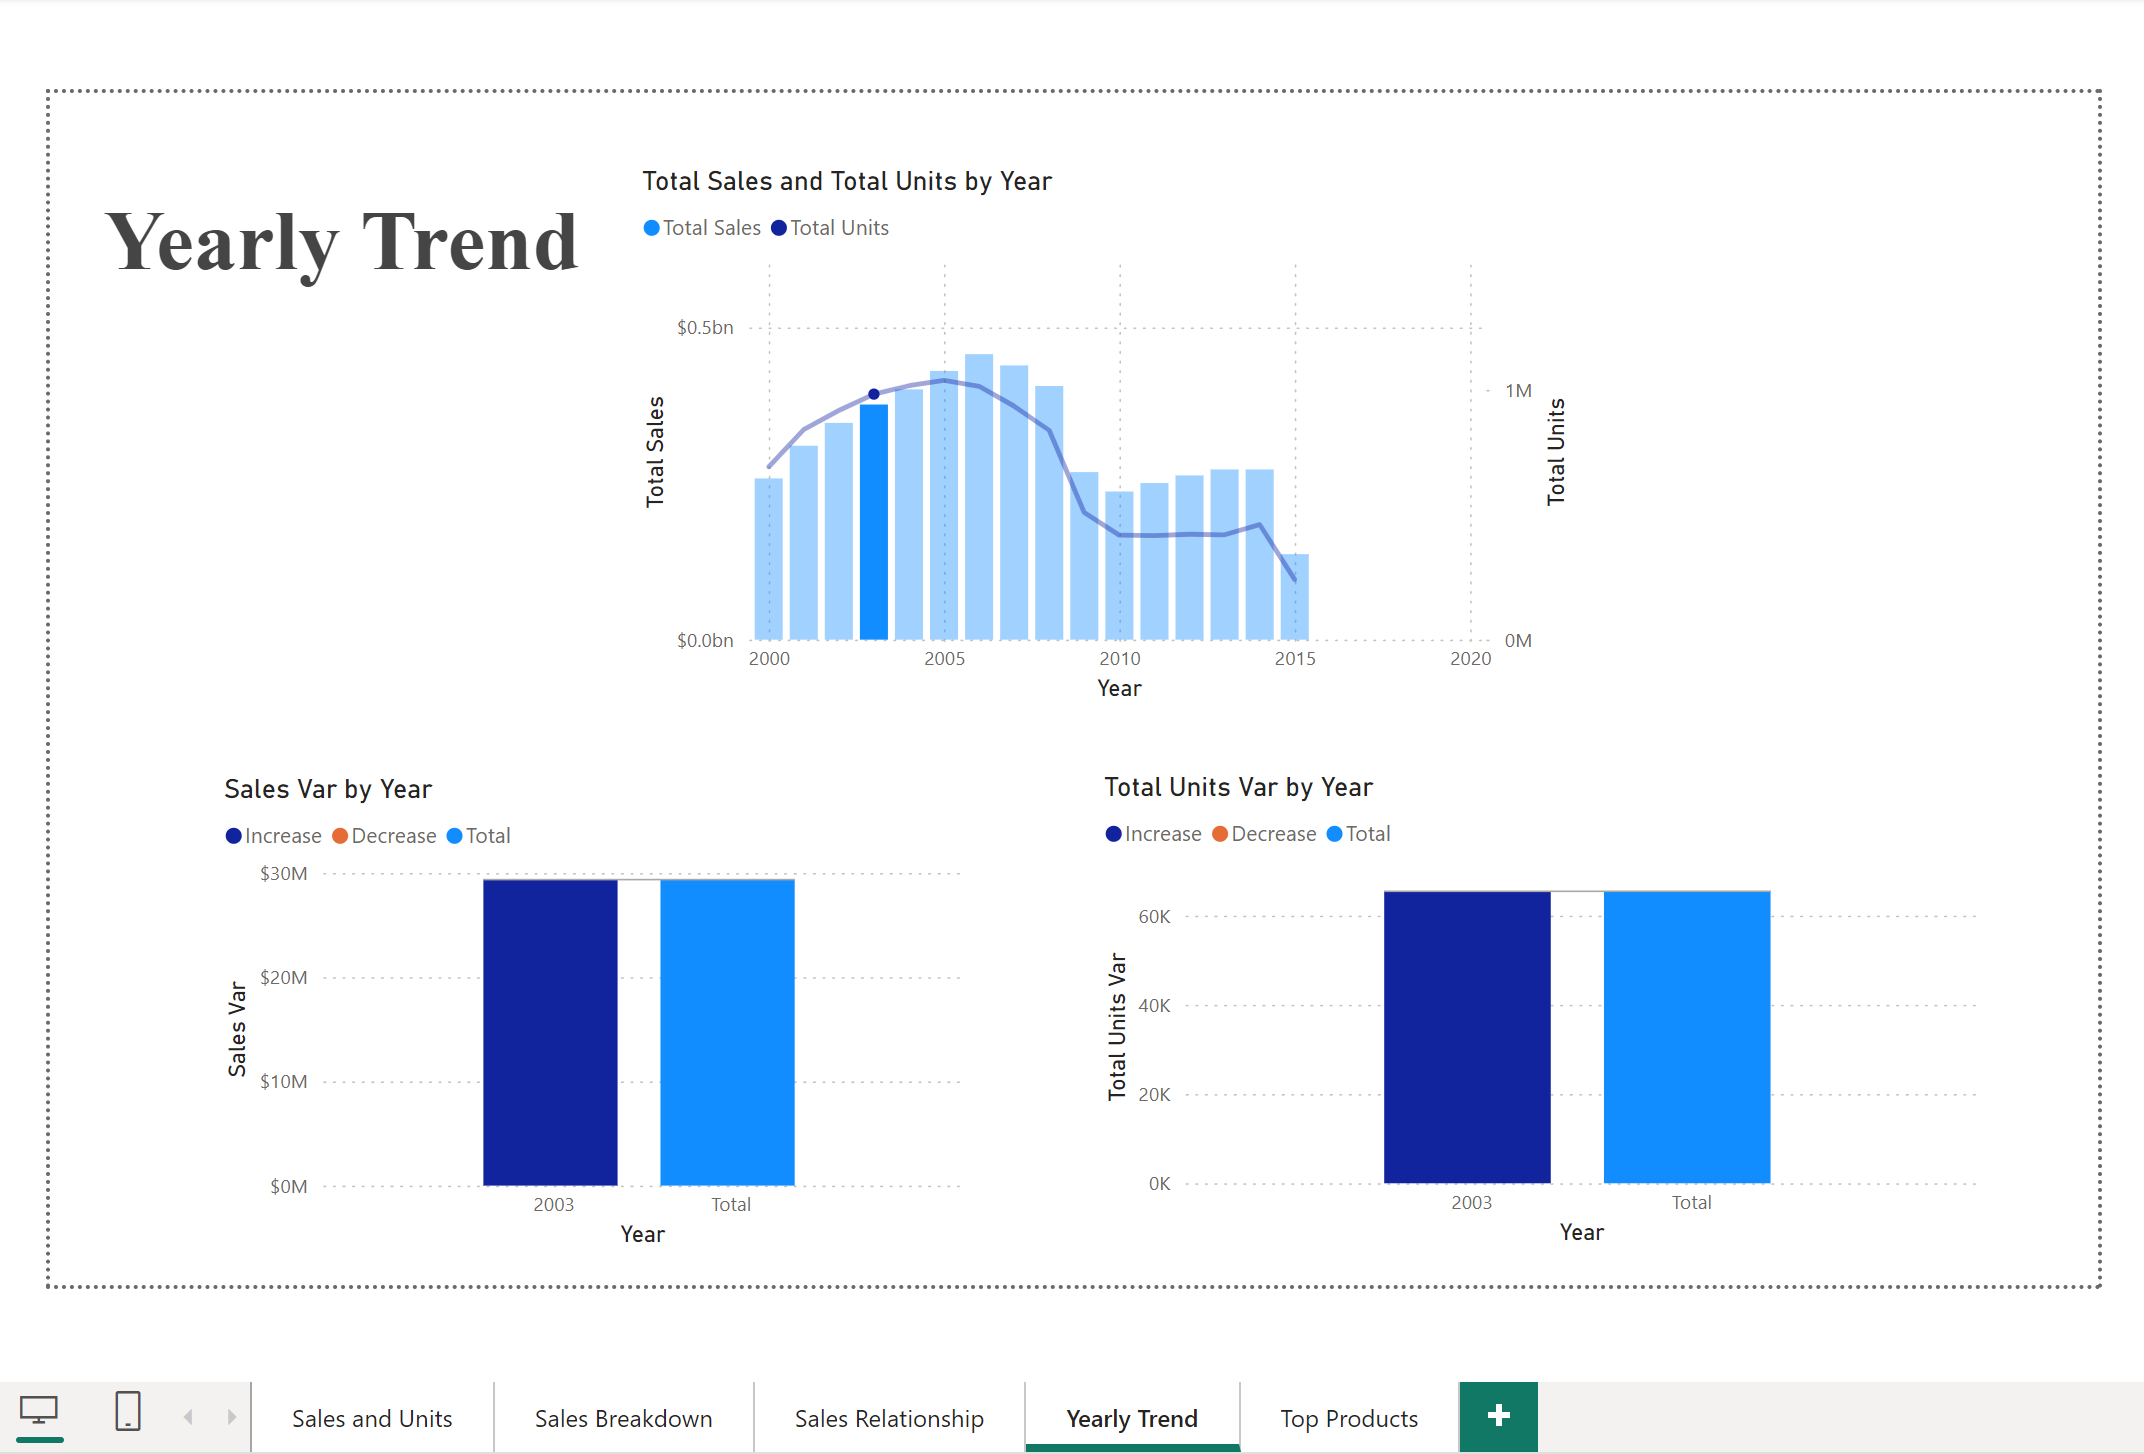 Yearly Trend
Total Sales and Total Units by Year
Total Sales Total Units
$0.5bn
$0.0bn
Total Sales
1M
0M
Total Units
2000 2005 2010 2015 2020
Year
Sales Var by Year
Increase Decrease Total
$30M
$20M
$10M
$0M
Sales Var
2003 Total
Year
Total Units Var by Year
Increase Decrease Total
60K
40K
20K
0K
Total Units Var
2003 Total
Year
Sales and Units Sales Breakdown Sales Relationship Yearly Trend Top Products +